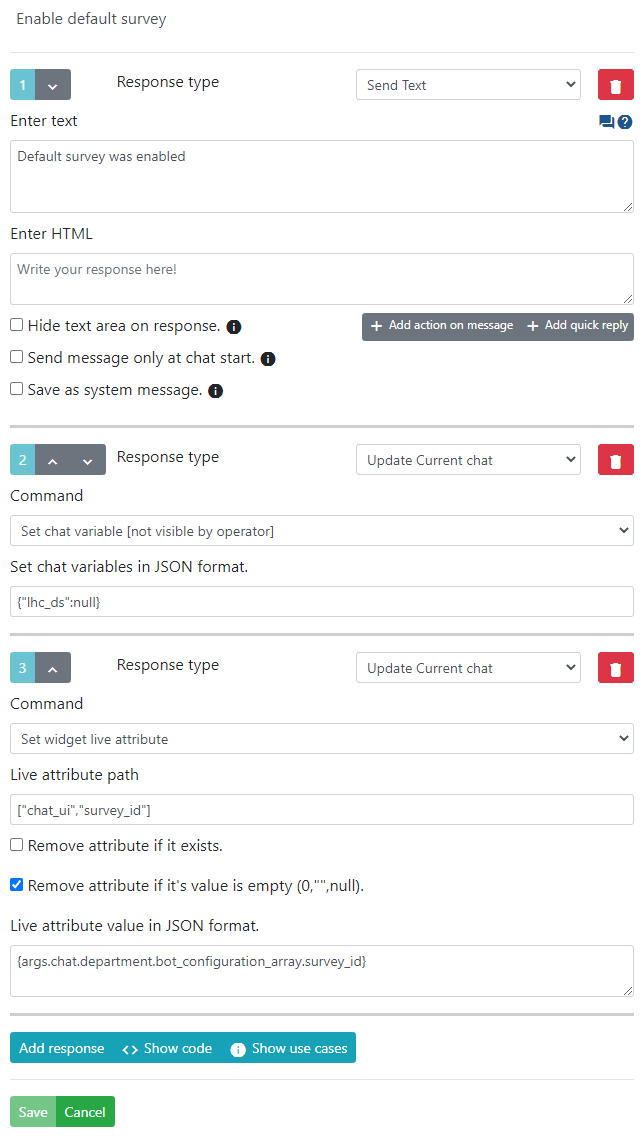 Enable default survey
1 Response type Send Text
Enter text
Default survey was enabled
Enter HTML
Write your response here!
Hide text area on response. Add action on message Add quick reply
Send message only at chat start.
Save as system message.
2 Response type Update Current chat
Command
Set chat variable [not visible by operator]
Set chat variables in JSON format.
{"lhc_ds":null}
3 Response type Update Current chat
Command
Set widget live attribute
Live attribute path
["chat_ui","survey_id"]
Remove attribute if it exists.
Remove attribute if it's value is empty (0,"",null).
Live attribute value in JSON format.
{args.chat.department.bot_configuration_array.survey_id}
Add response <> Show code Show use cases
Save Cancel